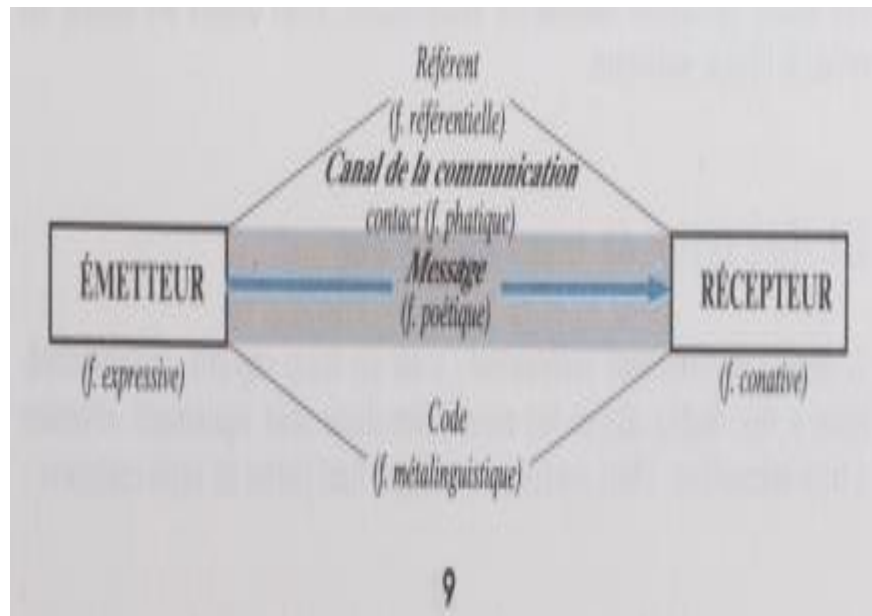 Référent
(f. référentielle)
Canal de la communication
contact (f. phatique)
ÉMETTEUR
Message
(f. poétique)
RÉCEPTEUR
(f. expressive)
(f. conative)
Code
(f. métalinguistique)
9